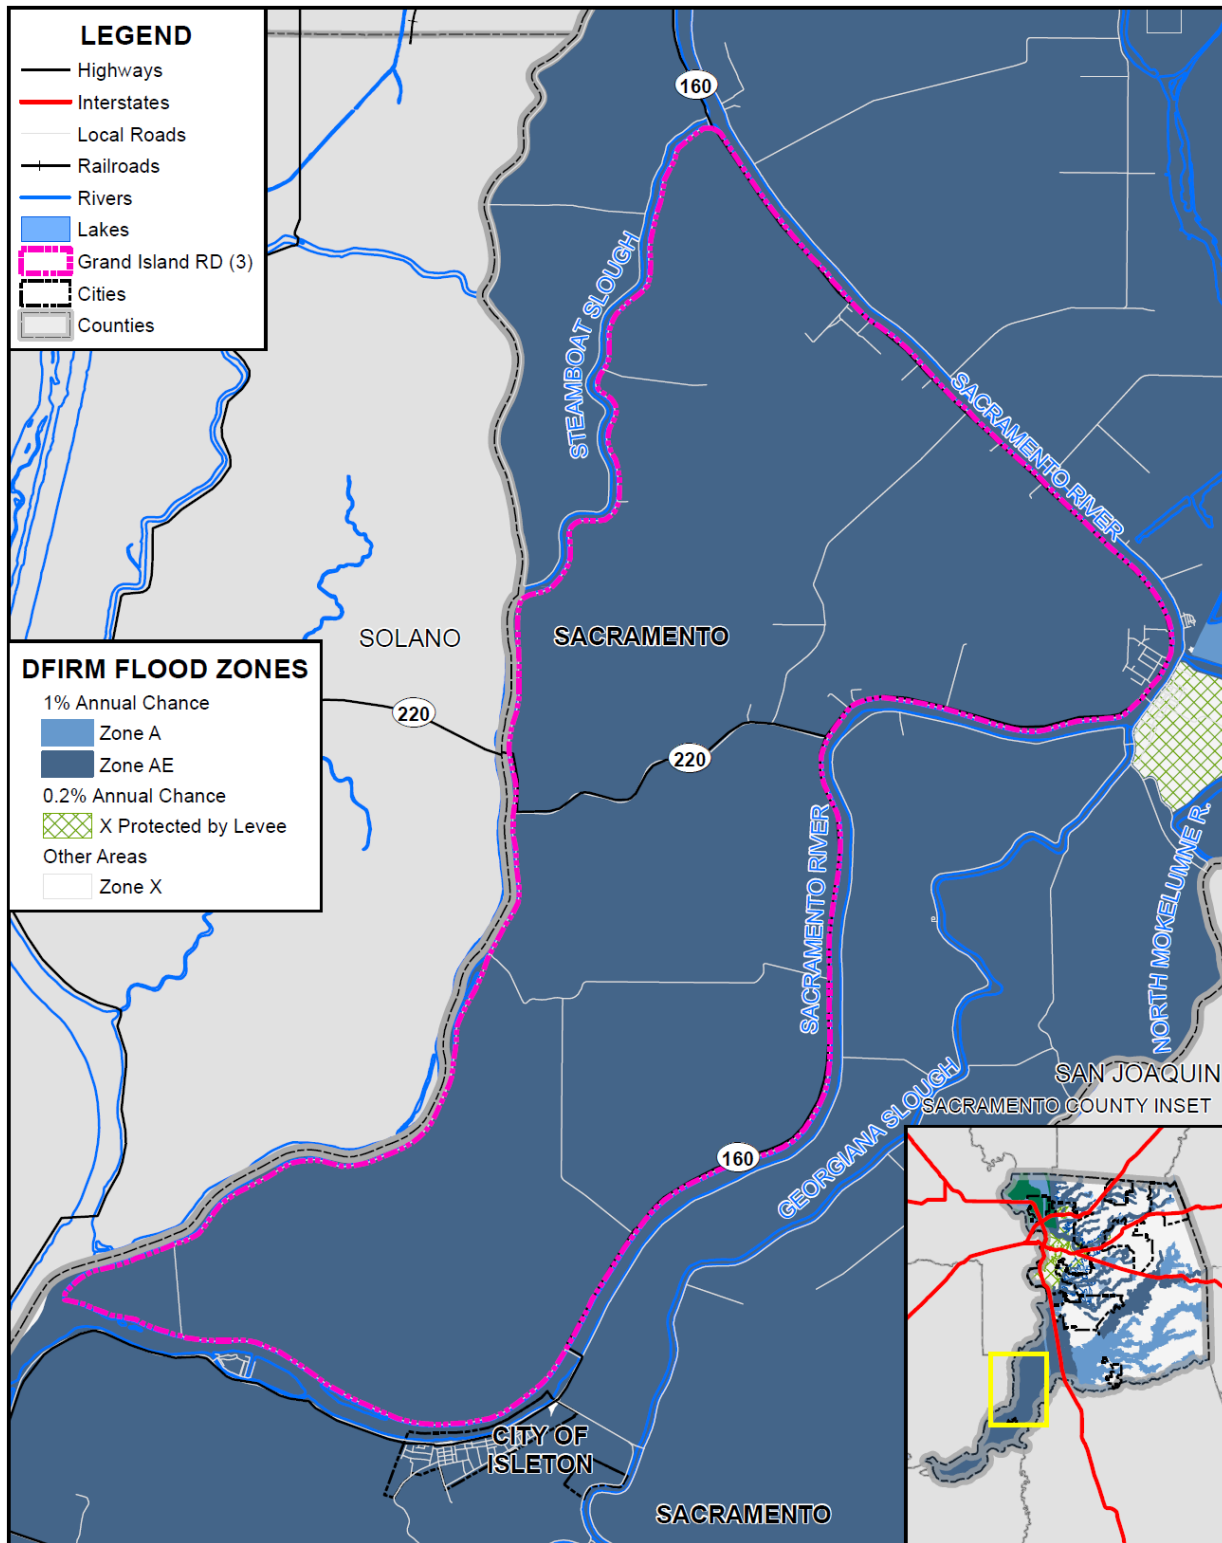 LEGEND
Highways
Interstates
Local Roads
Railroads
Rivers
Lakes
Grand Island RD (3)
Cities
Counties
160
STEAMBOAT SLOUGH
SACRAMENTO RIVER
SOLANO
SACRAMENTO
DFIRM FLOOD ZONES
1% Annual Chance
Zone A
Zone AE
0.2% Annual Chance
X Protected by Levee
Other Areas
Zone X
220
220
SACRAMENTO RIVER
NORTH MOKELUMNE R.
GEORGIANA SLOUGH
SAN JOAQUIN
SACRAMENTO COUNTY INSET
160
CITY OF
ISLETON
SACRAMENTO